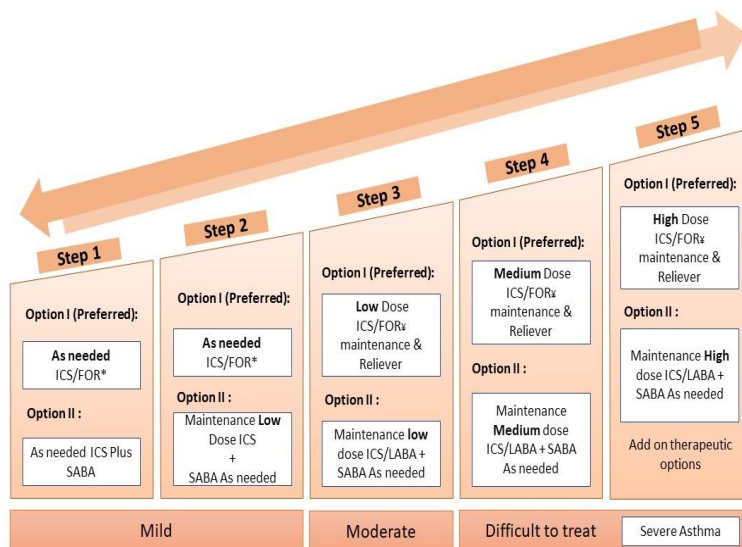 Step 1
Option I (Preferred):
As needed
ICS/FOR*
Option II :
As needed ICS Plus
SABA
Step 2
Option I (Preferred):
As needed
ICS/FOR*
Option II :
Maintenance Low
Dose ICS
+
SABA As needed
Step 3
Option I (Preferred):
Low Dose
ICS/FOR¥
maintenance &
Reliever
Option II :
Maintenance low
dose ICS/LABA +
SABA As needed
Step 4
Option I (Preferred):
Medium Dose
ICS/FOR¥
maintenance &
Reliever
Option II :
Maintenance
Medium dose
ICS/LABA + SABA
As needed
Step 5
Option I (Preferred):
High Dose
ICS/FOR¥
maintenance &
Reliever
Option II :
Maintenance High
dose ICS/LABA +
SABA As needed
Add on therapeutic
options
Mild
Moderate
Difficult to treat
Severe Asthma